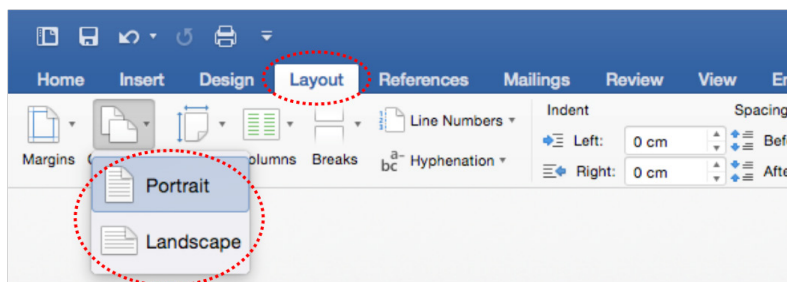 Home Insert Design Layout References Mailings Review View
Line Numbers
Indent
Spacing
Left: 0 cm
Margins
Breaks
abc Hyphenation
Right: 0 cm
Portrait
Landscape